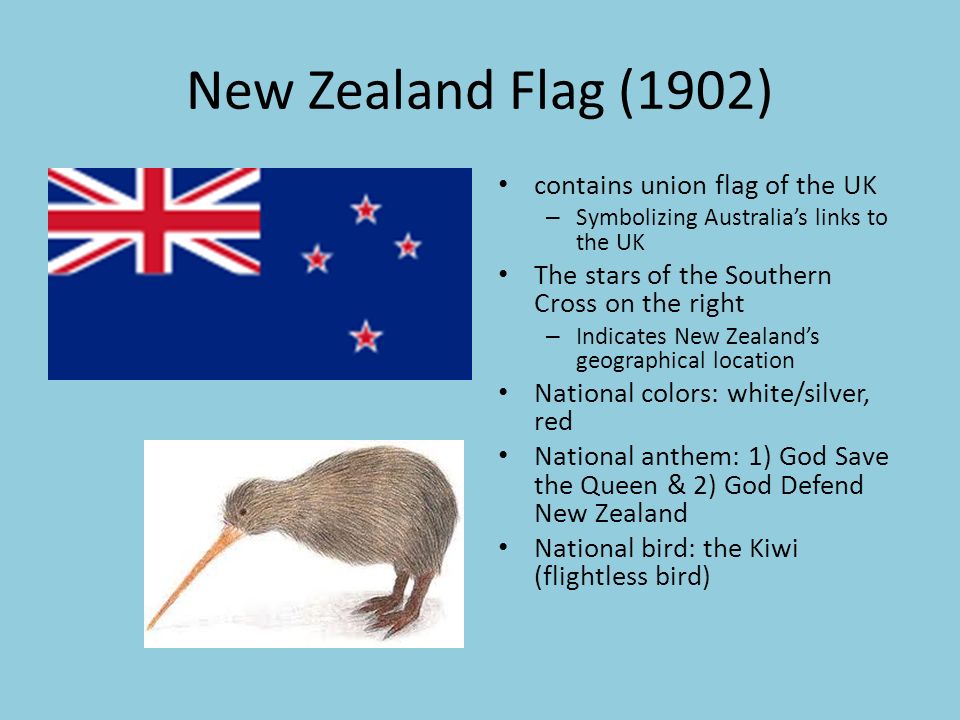 New Zealand Flag (1902)
• contains union flag of the UK
– Symbolizing Australia’s links to
the UK
• The stars of the Southern
Cross on the right
– Indicates New Zealand’s
geographical location
• National colors: white/silver,
red
• National anthem: 1) God Save
the Queen & 2) God Defend
New Zealand
• National bird: the Kiwi
(flightless bird)